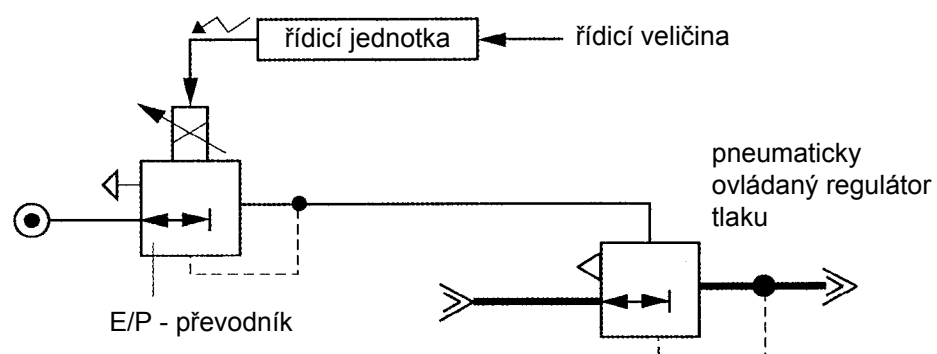 řídicí jednotka
řídicí veličina
pneumaticky
ovládaný regulátor
tlaku
E/P - převodník